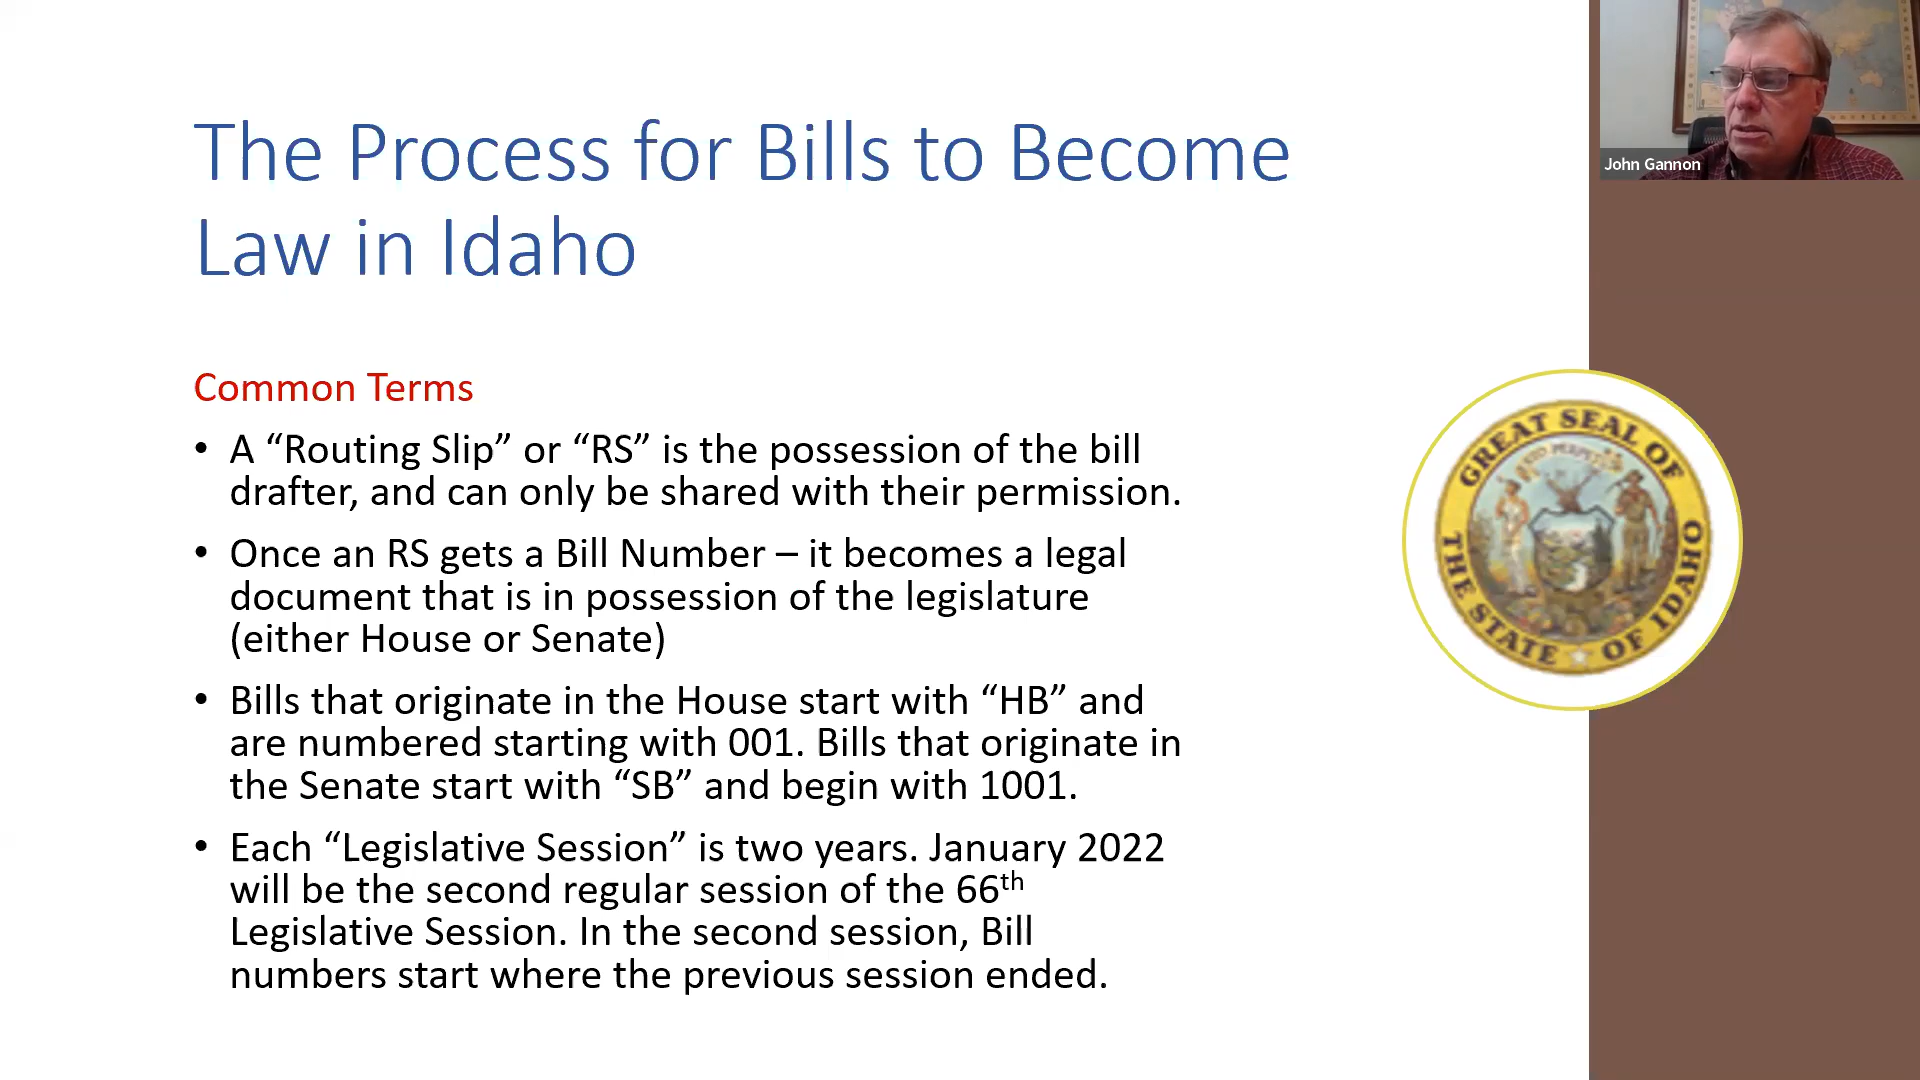 The Process for Bills to Become
Law in Idaho
John Gannon
Common Terms
• A “Routing Slip” or “RS” is the possession of the bill
drafter, and can only be shared with their permission.
• Once an RS gets a Bill Number – it becomes a legal
document that is in possession of the legislature
(either House or Senate)
• Bills that originate in the House start with “HB” and
are numbered starting with 001. Bills that originate in
the Senate start with “SB” and begin with 1001.
• Each “Legislative Session” is two years. January 2022
will be the second regular session of the 66th
Legislative Session. In the second session, Bill
numbers start where the previous session ended.
GREAT SEAL OF
THE STATE OF IDAHO